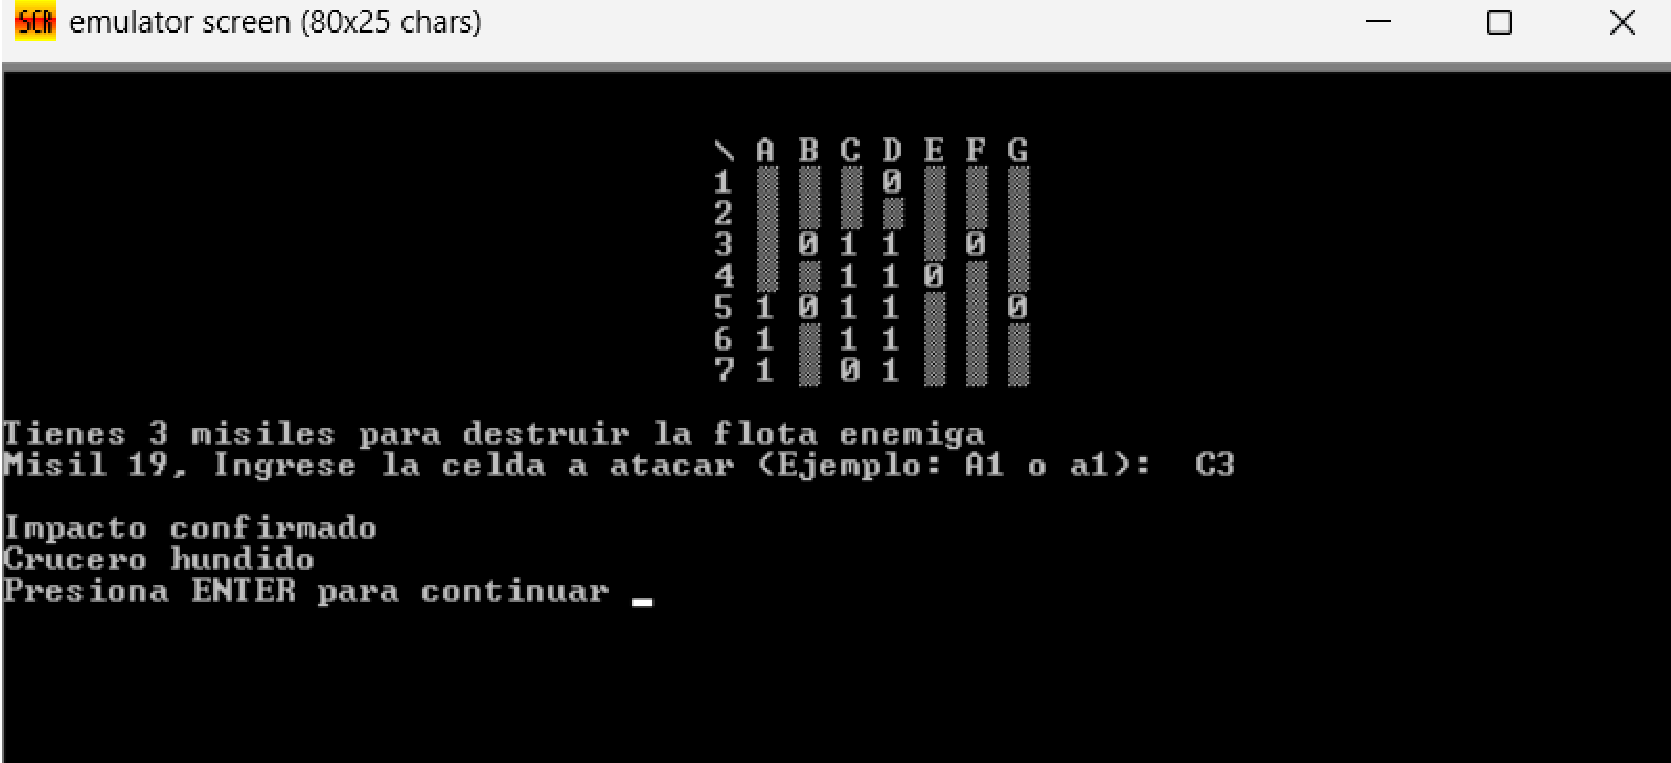 SCR emulator screen (80x25 chars)
\ A B C D E F G
1 ▒ ▒ ▒ 0 ▒ ▒ ▒
2 ▒ ▒ ▒ ▒ ▒ ▒ ▒
3 ▒ 0 1 1 ▒ 0 ▒
4 ▒ ▒ 1 1 0 ▒ ▒
5 1 0 1 1 ▒ ▒ 0
6 1 ▒ 1 1 ▒ ▒ ▒
7 1 ▒ 0 1 ▒ ▒ ▒
Tienes 3 misiles para destruir la flota enemiga
Misil 19, Ingrese la celda a atacar (Ejemplo: A1 o a1): C3
Impacto confirmado
Crucero hundido
Presiona ENTER para continuar _